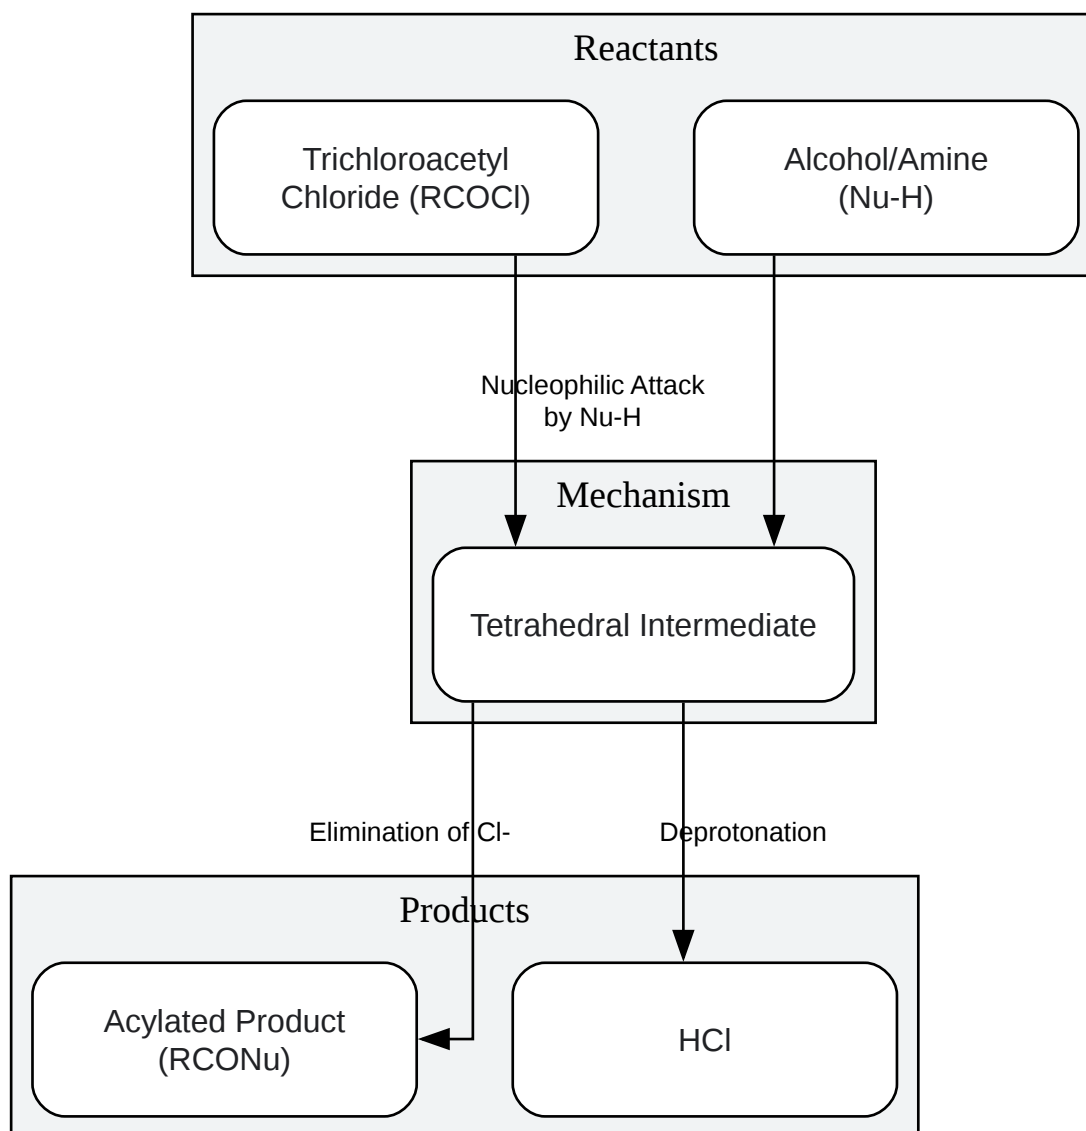 Reactants
Trichloroacetyl
Chloride (RCOCl)
Alcohol/Amine
(Nu-H)
Nucleophilic Attack
by Nu-H
Mechanism
Tetrahedral Intermediate
Elimination of Cl-
Deprotonation
Products
Acylated Product
(RCONu)
HCl